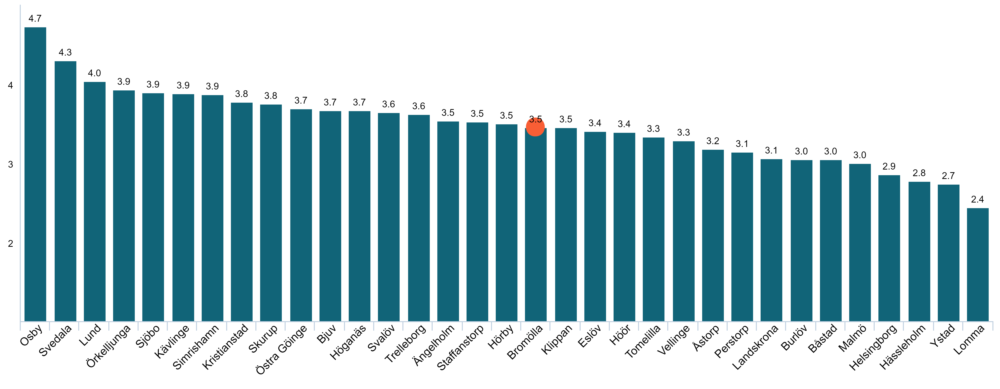 4.7
4.3
4.0
3.9
3.9
3.9
3.9
3.8
3.8
3.7
3.7
3.7
3.6
3.6
3.5
3.5
3.5
3.5
3.5
3.4
3.4
3.3
3.3
3.2
3.1
3.1
3.0
3.0
3.0
2.9
2.8
2.7
2.4
4
3
2
Osby
Svedala
Lund
Örkelljunga
Sjöbo
Kävlinge
Simrishamn
Kristianstad
Skurup
Östra Göinge
Bjuv
Höganäs
Svalöv
Trelleborg
Ängelholm
Staffanstorp
Hörby
Bromölla
Klippan
Eslöv
Höör
Tomelilla
Vellinge
Åstorp
Perstorp
Landskrona
Burlöv
Båstad
Malmö
Helsingborg
Hässleholm
Ystad
Lomma